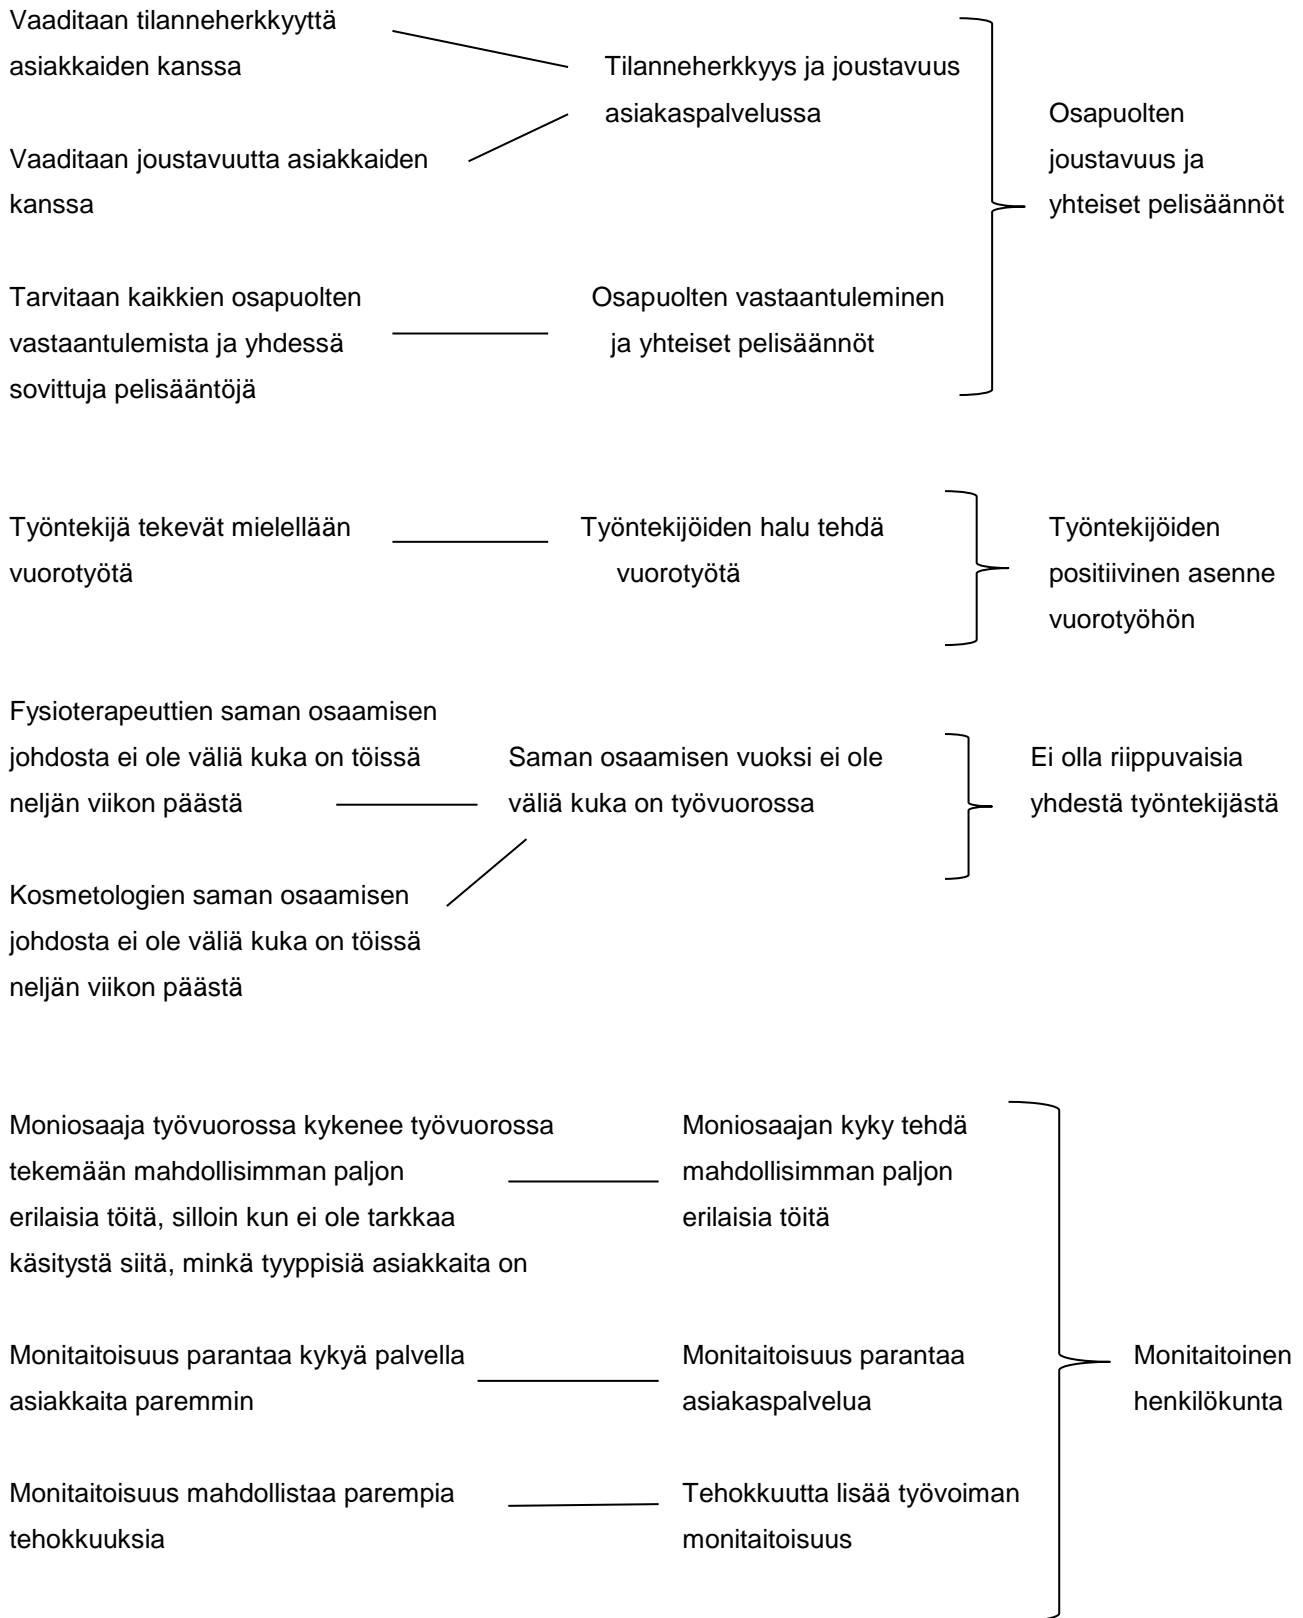 Vaaditaan tilanneherkkyyttä
asiakkaiden kanssa
Vaaditaan joustavuutta asiakkaiden
kanssa
Tilanneherkkyys ja joustavuus
asiakaspalvelussa
Tarvitaan kaikkien osapuolten
vastaantulemista ja yhdessä
sovittuja pelisääntöjä
Osapuolten vastaantuleminen
ja yhteiset pelisäännöt
Osapuolten
joustavuus ja
yhteiset pelisäännöt
Työntekijä tekevät mielellään
vuorotyötä
Työntekijöiden halu tehdä
vuorotyötä
Työntekijöiden
positiivinen asenne
vuorotyöhön
Fysioterapeuttien saman osaamisen
johdosta ei ole väliä kuka on töissä
neljän viikon päästä
Kosmetologien saman osaamisen
johdosta ei ole väliä kuka on töissä
neljän viikon päästä
Saman osaamisen vuoksi ei ole
väliä kuka on työvuorossa
Ei olla riippuvaisia
yhdestä työntekijästä
Moniosaaja työvuorossa kykenee työvuorossa
tekemään mahdollisimman paljon
erilaisia töitä, silloin kun ei ole tarkkaa
käsitystä siitä, minkä tyyppisiä asiakkaita on
Moniosaajan kyky tehdä
mahdollisimman paljon
erilaisia töitä
Monitaitoisuus parantaa kykyä palvella
asiakkaita paremmin
Monitaitoisuus parantaa
asiakaspalvelua
Monitaitoisuus mahdollistaa parempia
tehokkuuksia
Tehokkuutta lisää työvoiman
monitaitoisuus
Monitaitoinen
henkilökunta